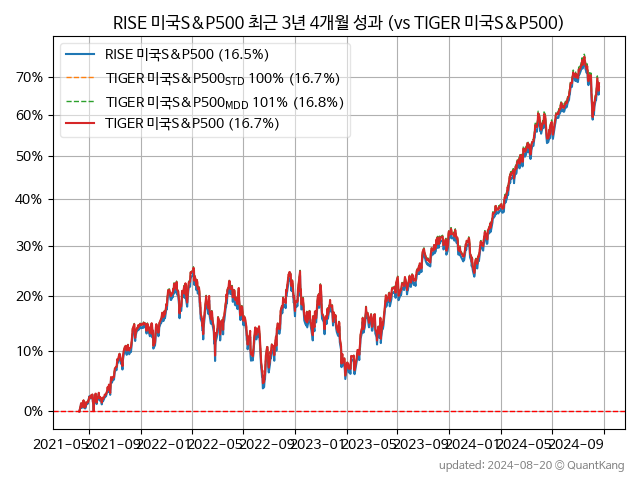 RISE 미국S&P500 최근 3년 4개월 성과 (vs TIGER 미국S&P500)
RISE 미국S&P500 (16.5%)
TIGER 미국S&P500STD 100% (16.7%)
TIGER 미국S&P500MDD 101% (16.8%)
TIGER 미국S&P500 (16.7%)
70%
60%
50%
40%
30%
20%
10%
0%
2021-05 2021-09 2022-01 2022-05 2022-09 2023-01 2023-05 2023-09 2024-01 2024-05 2024-09
updated: 2024-08-20 © QuantKang